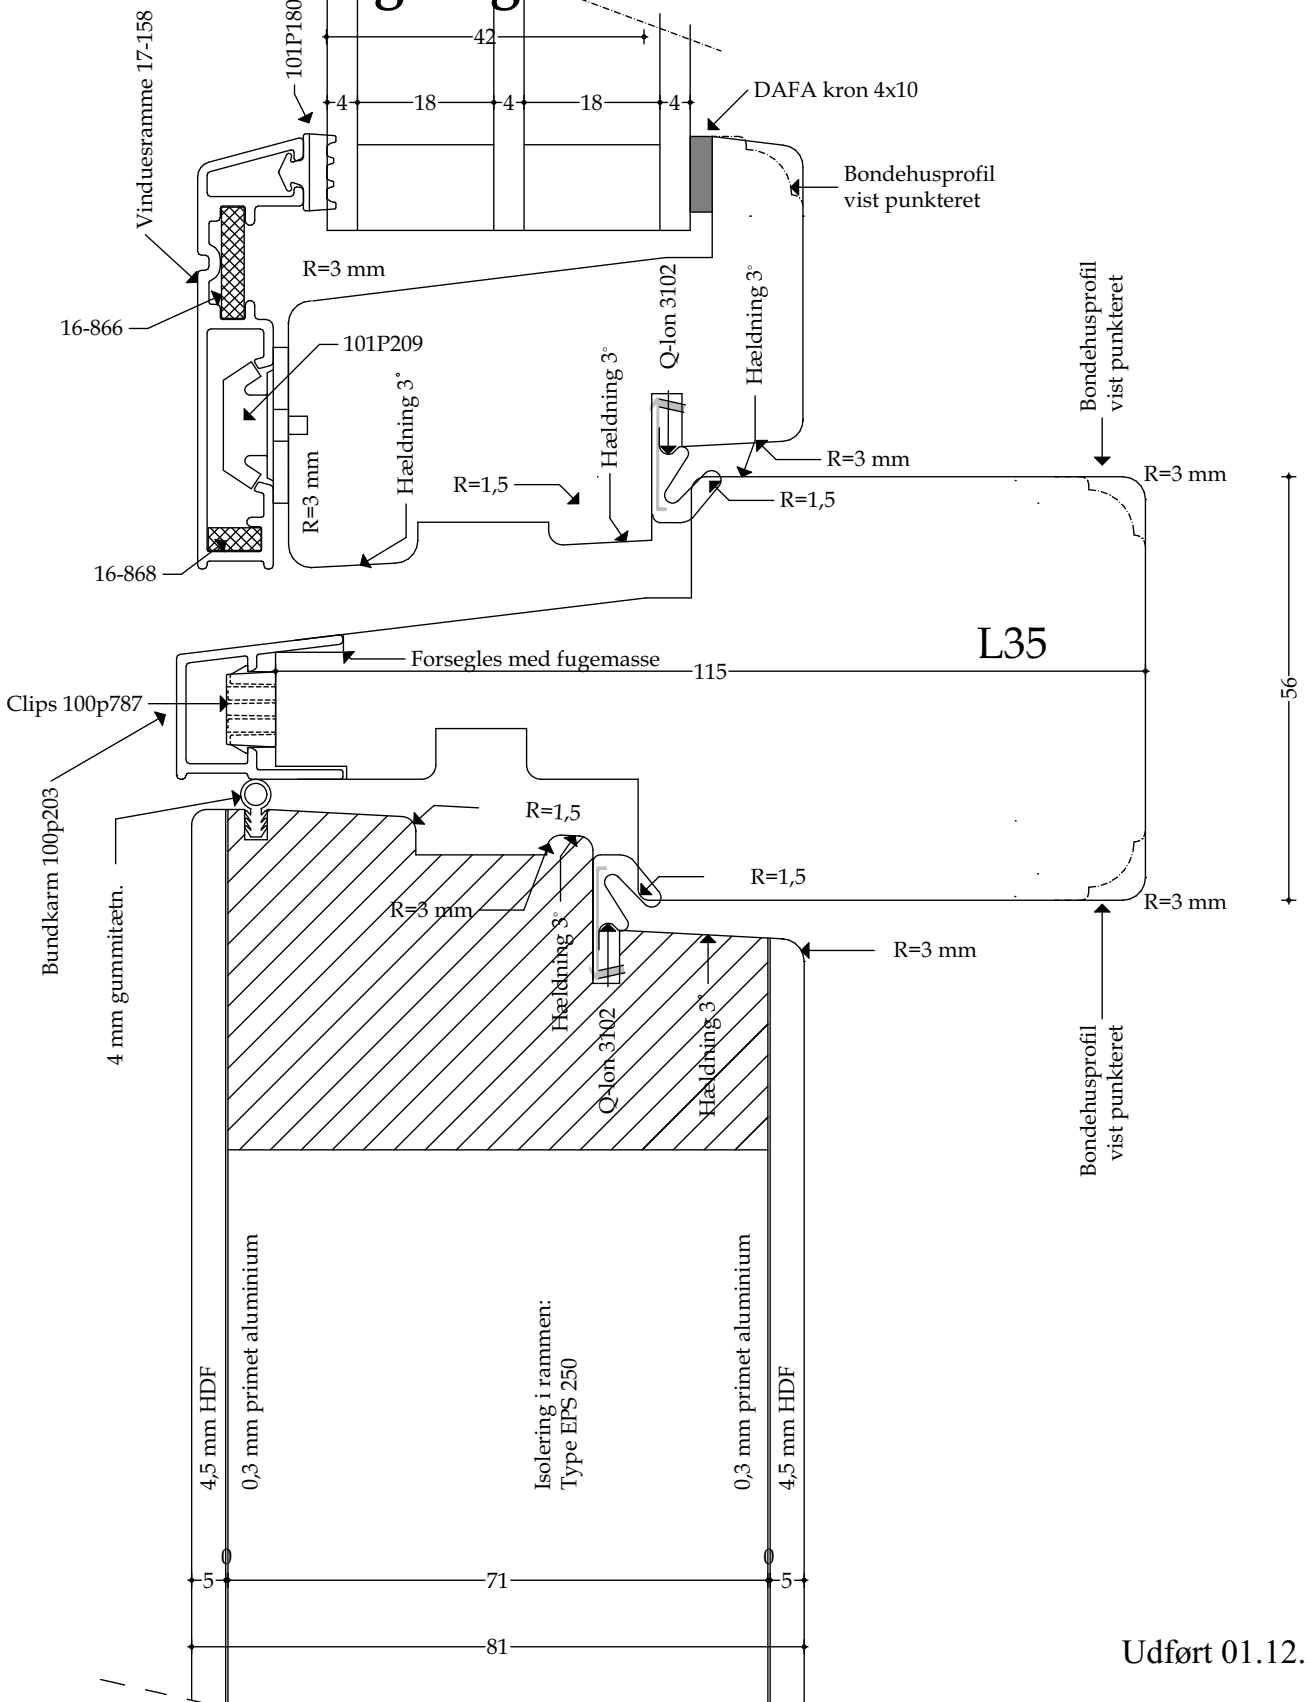 42
4
18
4
18
4
DAFA kron 4x10
101P180
Vinduesramme 17-158
Bondehusprofil
vist punkteret
R=3 mm
Q-lon 3102
Hældning 3°
16-866
101P209
Hældning 3°
Hældning 3°
Bondehusprofil
vist punkteret
R=3 mm
R=3 mm
R=1,5
R=3 mm
R=1,5
16-868
L35
Forsegles med fugemasse
115
56
Clips 100p787
Bundkarm 100p203
4 mm gummitætn.
R=1,5
R=1,5
R=3 mm
R=3 mm
R=3 mm
Hældning 3°
Q-lon 3102
Hældning 3°
Bondehusprofil
vist punkteret
4,5 mm HDF
0,3 mm primet aluminium
Isolering i rammen:
Type EPS 250
0,3 mm primet aluminium
4,5 mm HDF
0
0
5
71
5
81
Udført 01.12.